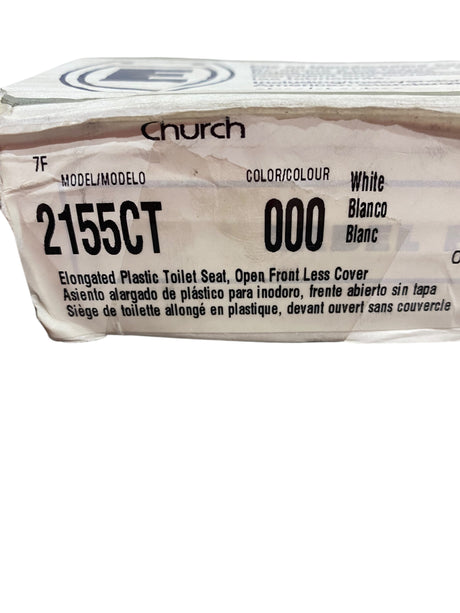 Church
7F
MODEL/MODELO
COLOR/COLOUR
2155CT
000
White
Blanco
Blanc
Elongated Plastic Toilet Seat, Open Front Less Cover
Asiento alargado de plástico para inodoro, frente abierto sin tapa
Siège de toilette allongé en plastique, devant ouvert sans couvercle